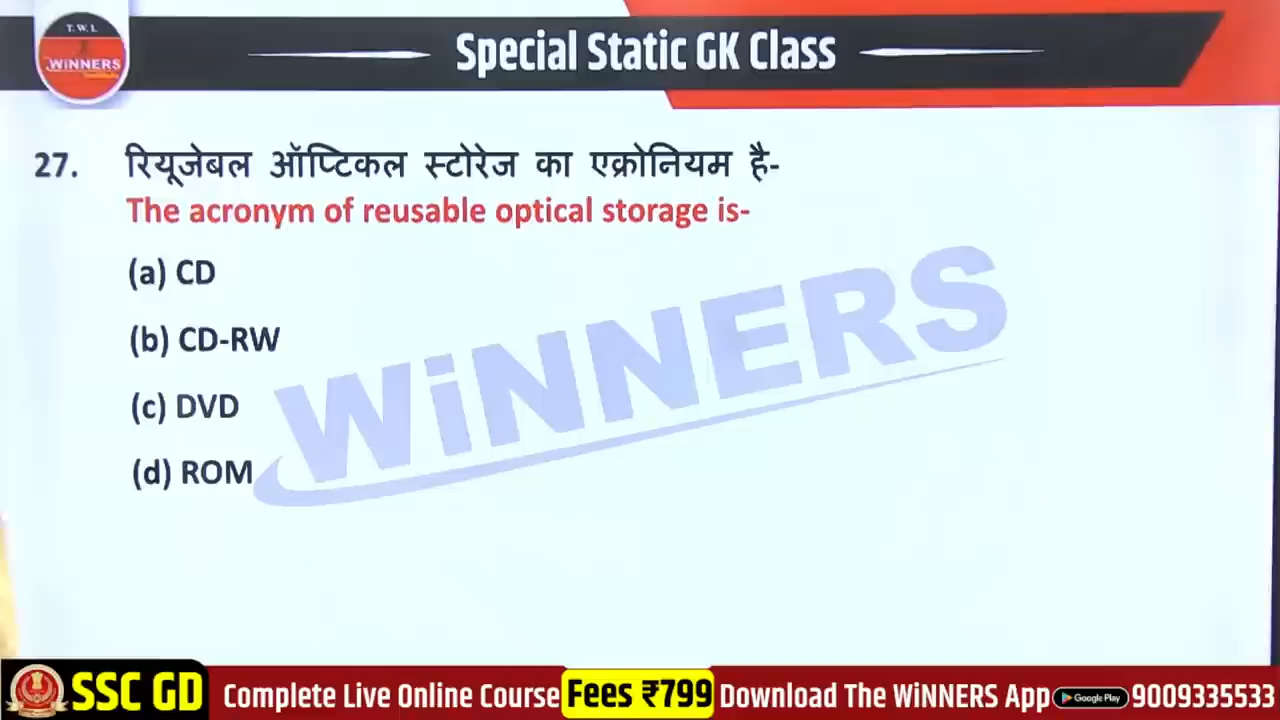 T. W. I.
WiNNERS
Special Static GK Class
27. रियूजेबल ऑप्टिकल स्टोरेज का एक्रोनियम है-
The acronym of reusable optical storage is-
(a) CD
(b) CD-RW
(c) DVD
(d) ROM
WiNNERS
SSC GD Complete Live Online Course Fees ₹799 Download The WiNNERS App Google Play 9009335533